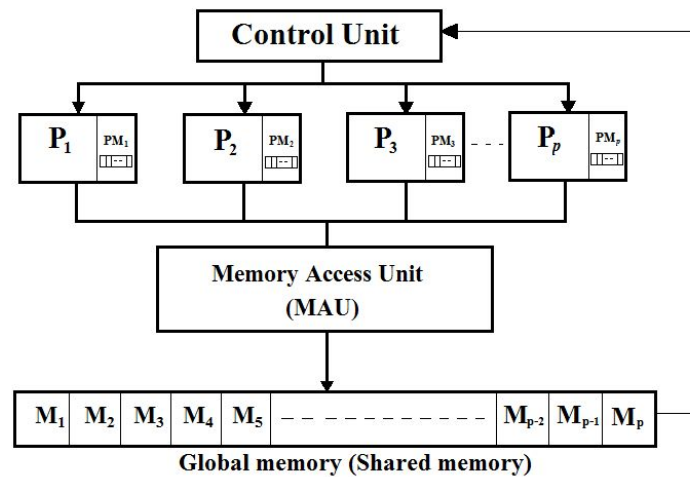 Control Unit
P₁ PM₁ P₂ PM₂ P₃ PM₃ Pₚ PMₚ
Memory Access Unit
(MAU)
M₁ M₂ M₃ M₄ M₅ Mₚ₋₂ Mₚ₋₁ Mₚ
Global memory (Shared memory)